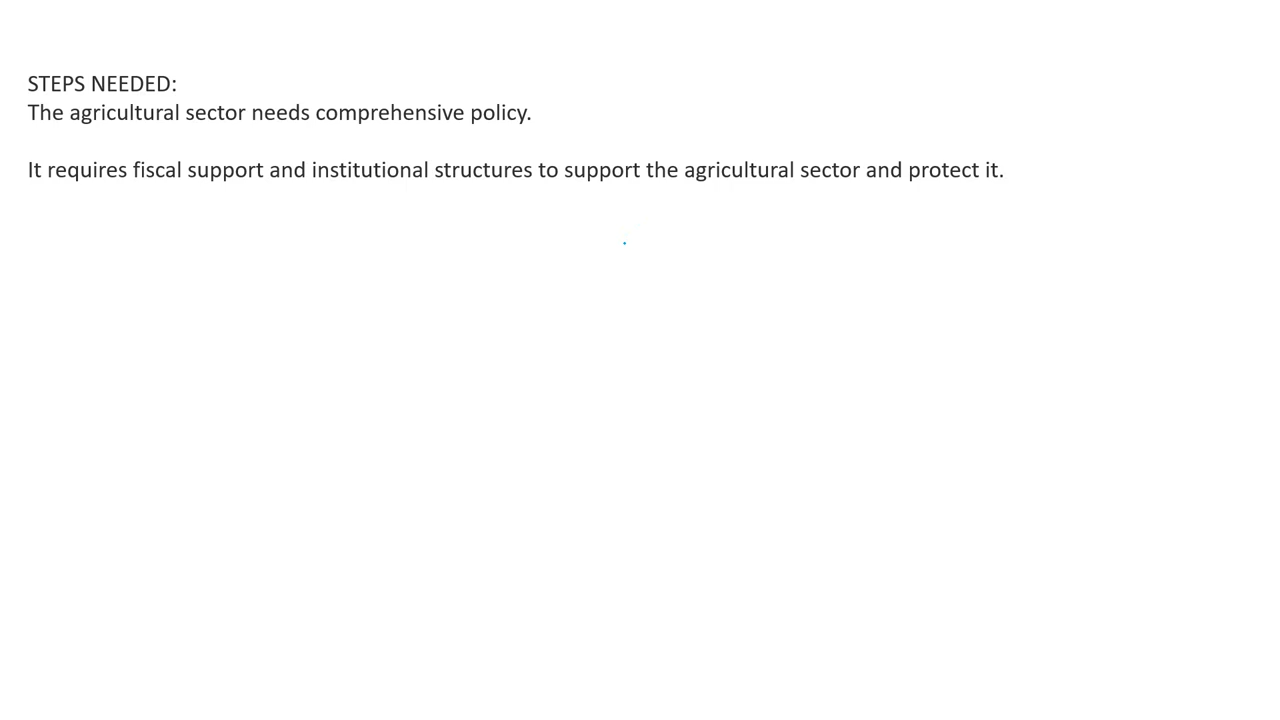 STEPS NEEDED:
The agricultural sector needs comprehensive policy.
It requires fiscal support and institutional structures to support the agricultural sector and protect it.